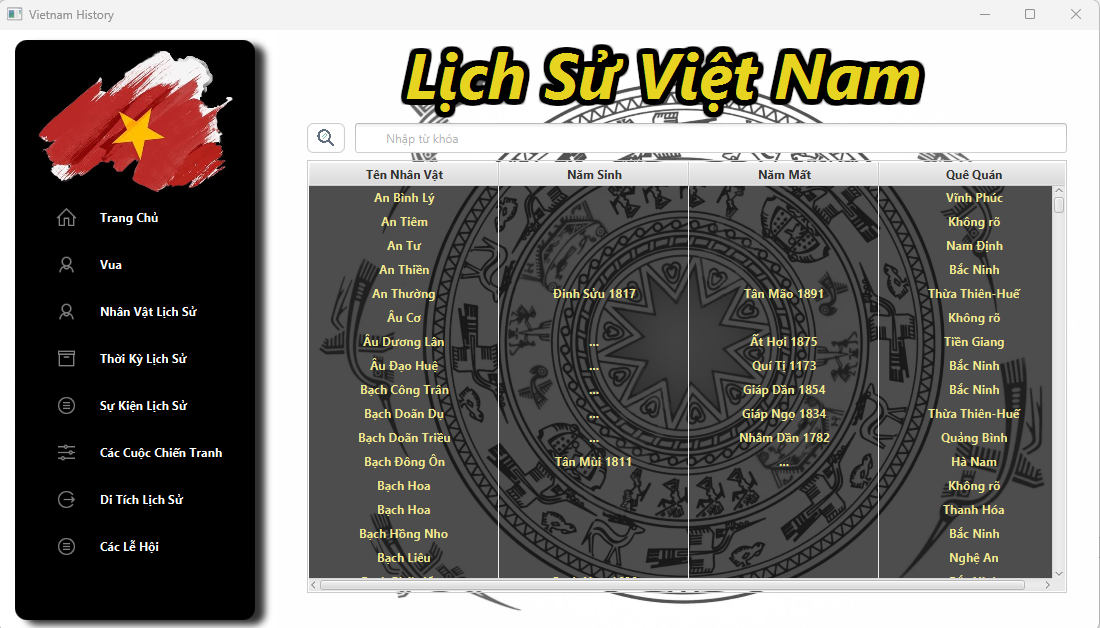 Vietnam History
Lịch Sử Việt Nam
Nhập từ khóa
Trang Chủ
Vua
Nhân Vật Lịch Sử
Thời Kỳ Lịch Sử
Sự Kiện Lịch Sử
Các Cuộc Chiến Tranh
Di Tích Lịch Sử
Các Lễ Hội
Tên Nhân Vật Năm Sinh Năm Mất Quê Quán
An Bình Lý Vĩnh Phúc
An Tiêm Không rõ
An Tư Nam Định
An Thiền Bắc Ninh
An Thường Đinh Sửu 1817 Tân Mão 1891 Thừa Thiên-Huế
Âu Cơ Không rõ
Âu Dương Lân ... Ất Hợi 1875 Tiền Giang
Âu Đạo Huệ ... Quí Tị 1173 Bắc Ninh
Bạch Công Trân ... Giáp Dần 1854 Bắc Ninh
Bạch Doãn Dụ ... Giáp Ngọ 1834 Thừa Thiên-Huế
Bạch Doãn Triều ... Nhâm Dần 1782 Quảng Bình
Bạch Đông Ôn Tân Mùi 1811 ... Hà Nam
Bạch Hoa Không rõ
Bạch Hoa Thanh Hóa
Bạch Hồng Nho Bắc Ninh
Bạch Liêu Nghệ An